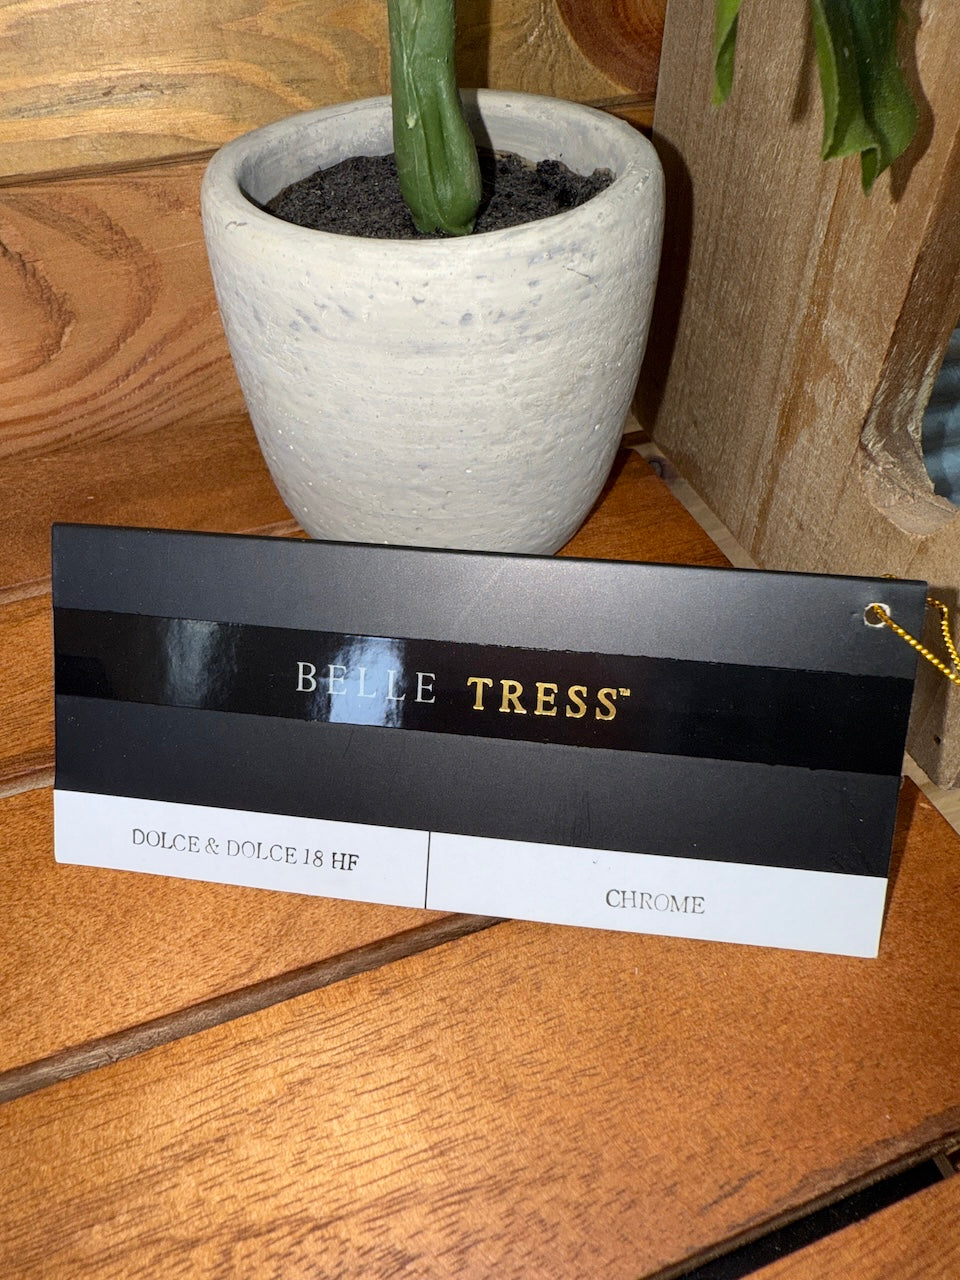 BELLE TRESS™
DOLCE & DOLCE 18 HF
CHROME